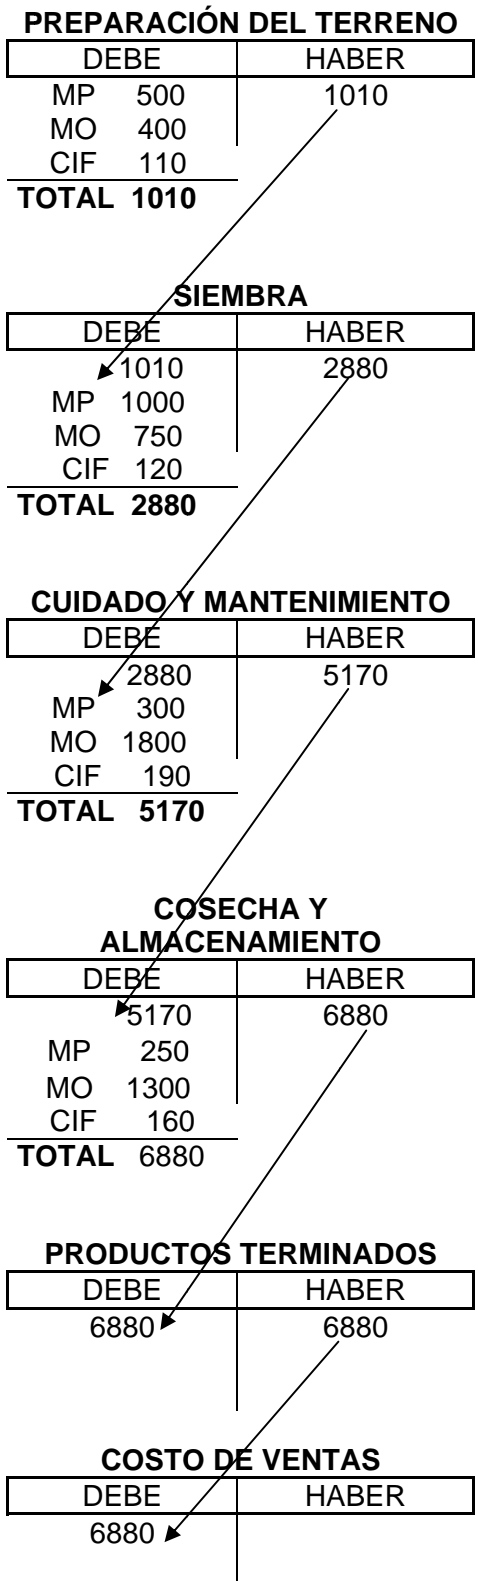 PREPARACIÓN DEL TERRENO
DEBE HABER
MP 500 1010
MO 400
CIF 110
TOTAL 1010
SIEMBRA
DEBE HABER
1010 2880
MP 1000
MO 750
CIF 120
TOTAL 2880
CUIDADO Y MANTENIMIENTO
DEBE HABER
2880 5170
MP 300
MO 1800
CIF 190
TOTAL 5170
COSECHA Y
ALMACENAMIENTO
DEBE HABER
5170 6880
MP 250
MO 1300
CIF 160
TOTAL 6880
PRODUCTOS TERMINADOS
DEBE HABER
6880 6880
COSTO DE VENTAS
DEBE HABER
6880